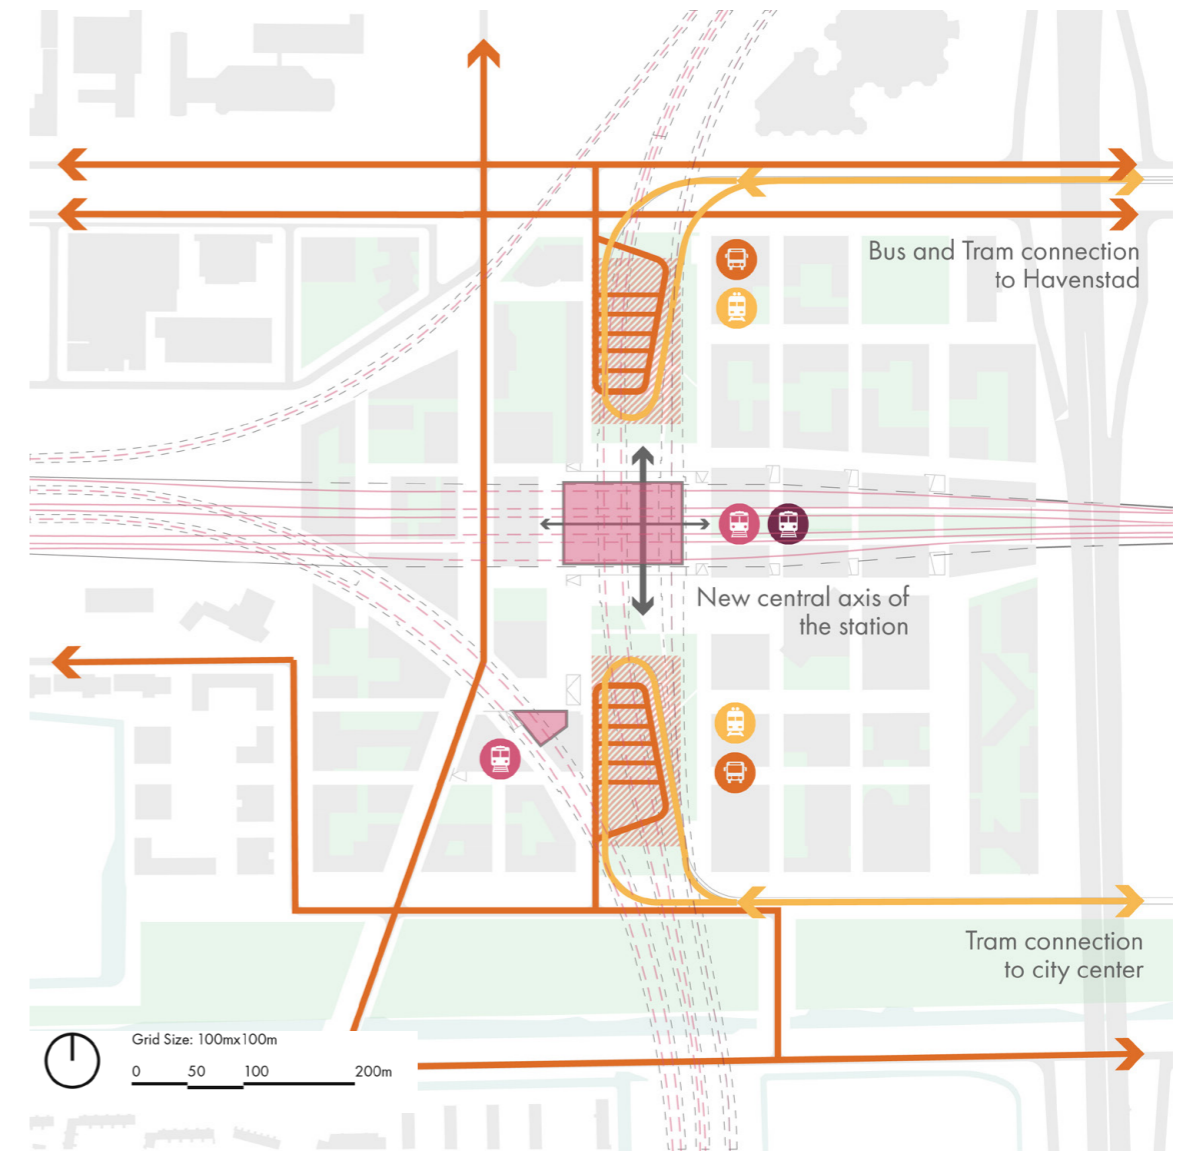 Bus and Tram connection
to Havenstad
New central axis of
the station
Tram connection
to city center
Grid Size: 100mx100m
0 50 100 200m